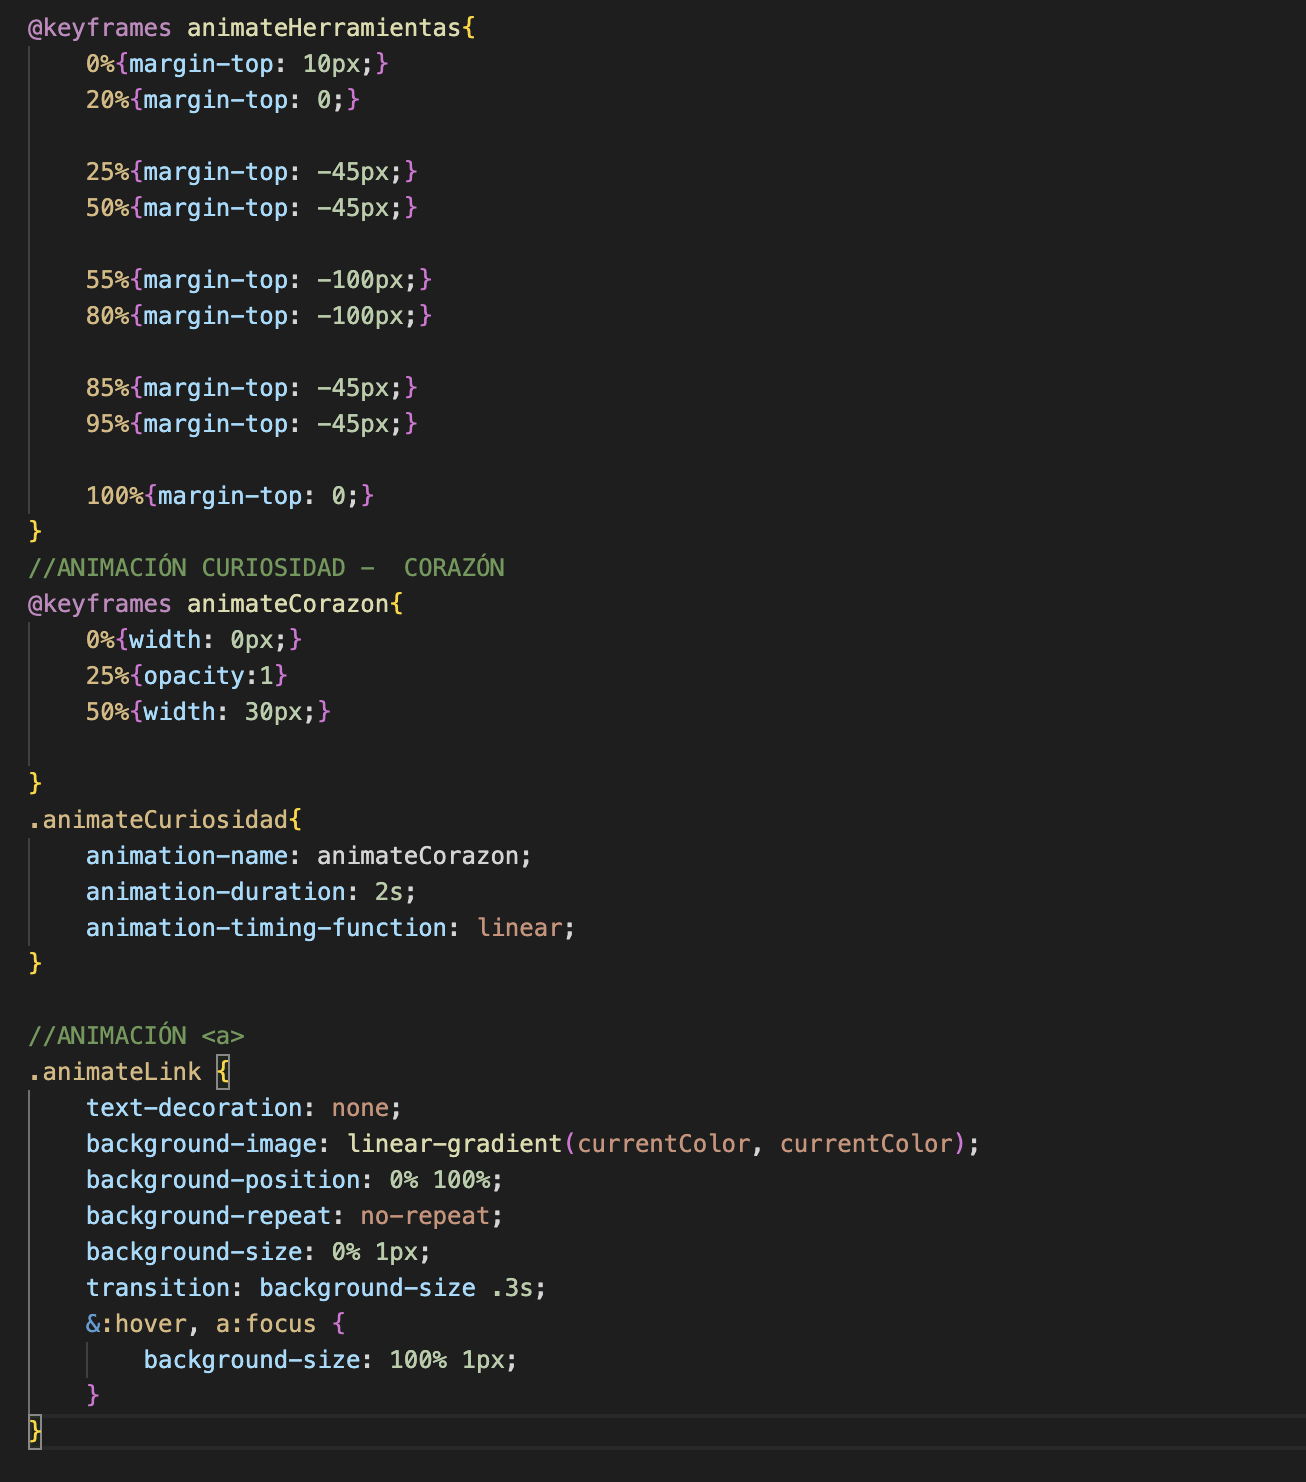 @keyframes animateHerramientas{
0%{margin-top: 10px;}
20%{margin-top: 0;}
25%{margin-top: -45px;}
50%{margin-top: -45px;}
55%{margin-top: -100px;}
80%{margin-top: -100px;}
85%{margin-top: -45px;}
95%{margin-top: -45px;}
100%{margin-top: 0;}
}
//ANIMACIÓN CURIOSIDAD -  CORAZÓN
@keyframes animateCorazon{
0%{width: 0px;}
25%{opacity:1}
50%{width: 30px;}
}
.animateCuriosidad{
animation-name: animateCorazon;
animation-duration: 2s;
animation-timing-function: linear;
}
//ANIMACIÓN <a>
.animateLink {
text-decoration: none;
background-image: linear-gradient(currentColor, currentColor);
background-position: 0% 100%;
background-repeat: no-repeat;
background-size: 0% 1px;
transition: background-size .3s;
&:hover, a:focus {
background-size: 100% 1px;
}
}